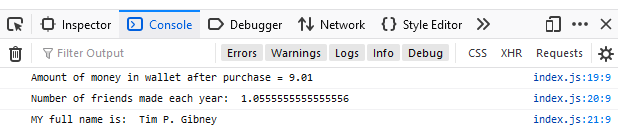 Inspector Console Debugger Network Style Editor
Filter Output Errors Warnings Logs Info Debug CSS XHR Requests
Amount of money in wallet after purchase = 9.01 index.js:19:9
Number of friends made each year:  1.0555555555555556 index.js:20:9
MY full name is:  Tim P. Gibney index.js:21:9